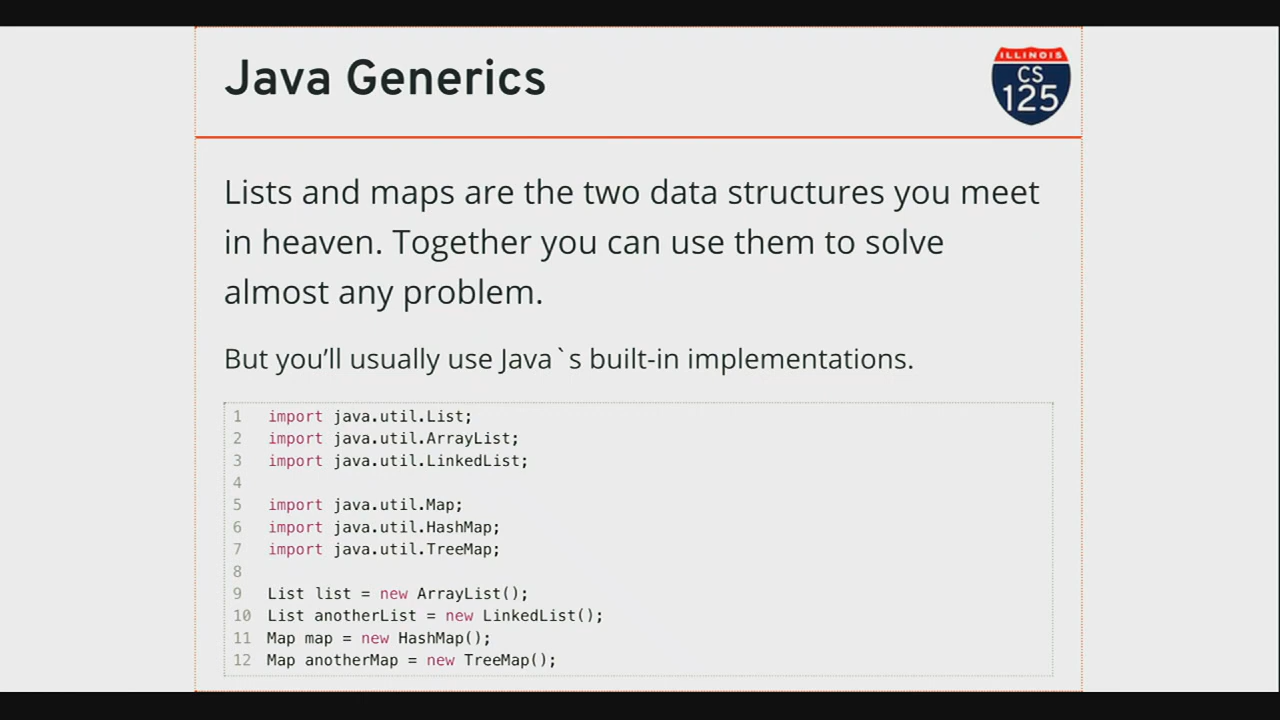 Java Generics
ILLINOIS
CS
125
Lists and maps are the two data structures you meet
in heaven. Together you can use them to solve
almost any problem.
But you’ll usually use Java`s built-in implementations.
1 import java.util.List;
2 import java.util.ArrayList;
3 import java.util.LinkedList;
4
5 import java.util.Map;
6 import java.util.HashMap;
7 import java.util.TreeMap;
8
9 List list = new ArrayList();
10 List anotherList = new LinkedList();
11 Map map = new HashMap();
12 Map anotherMap = new TreeMap();